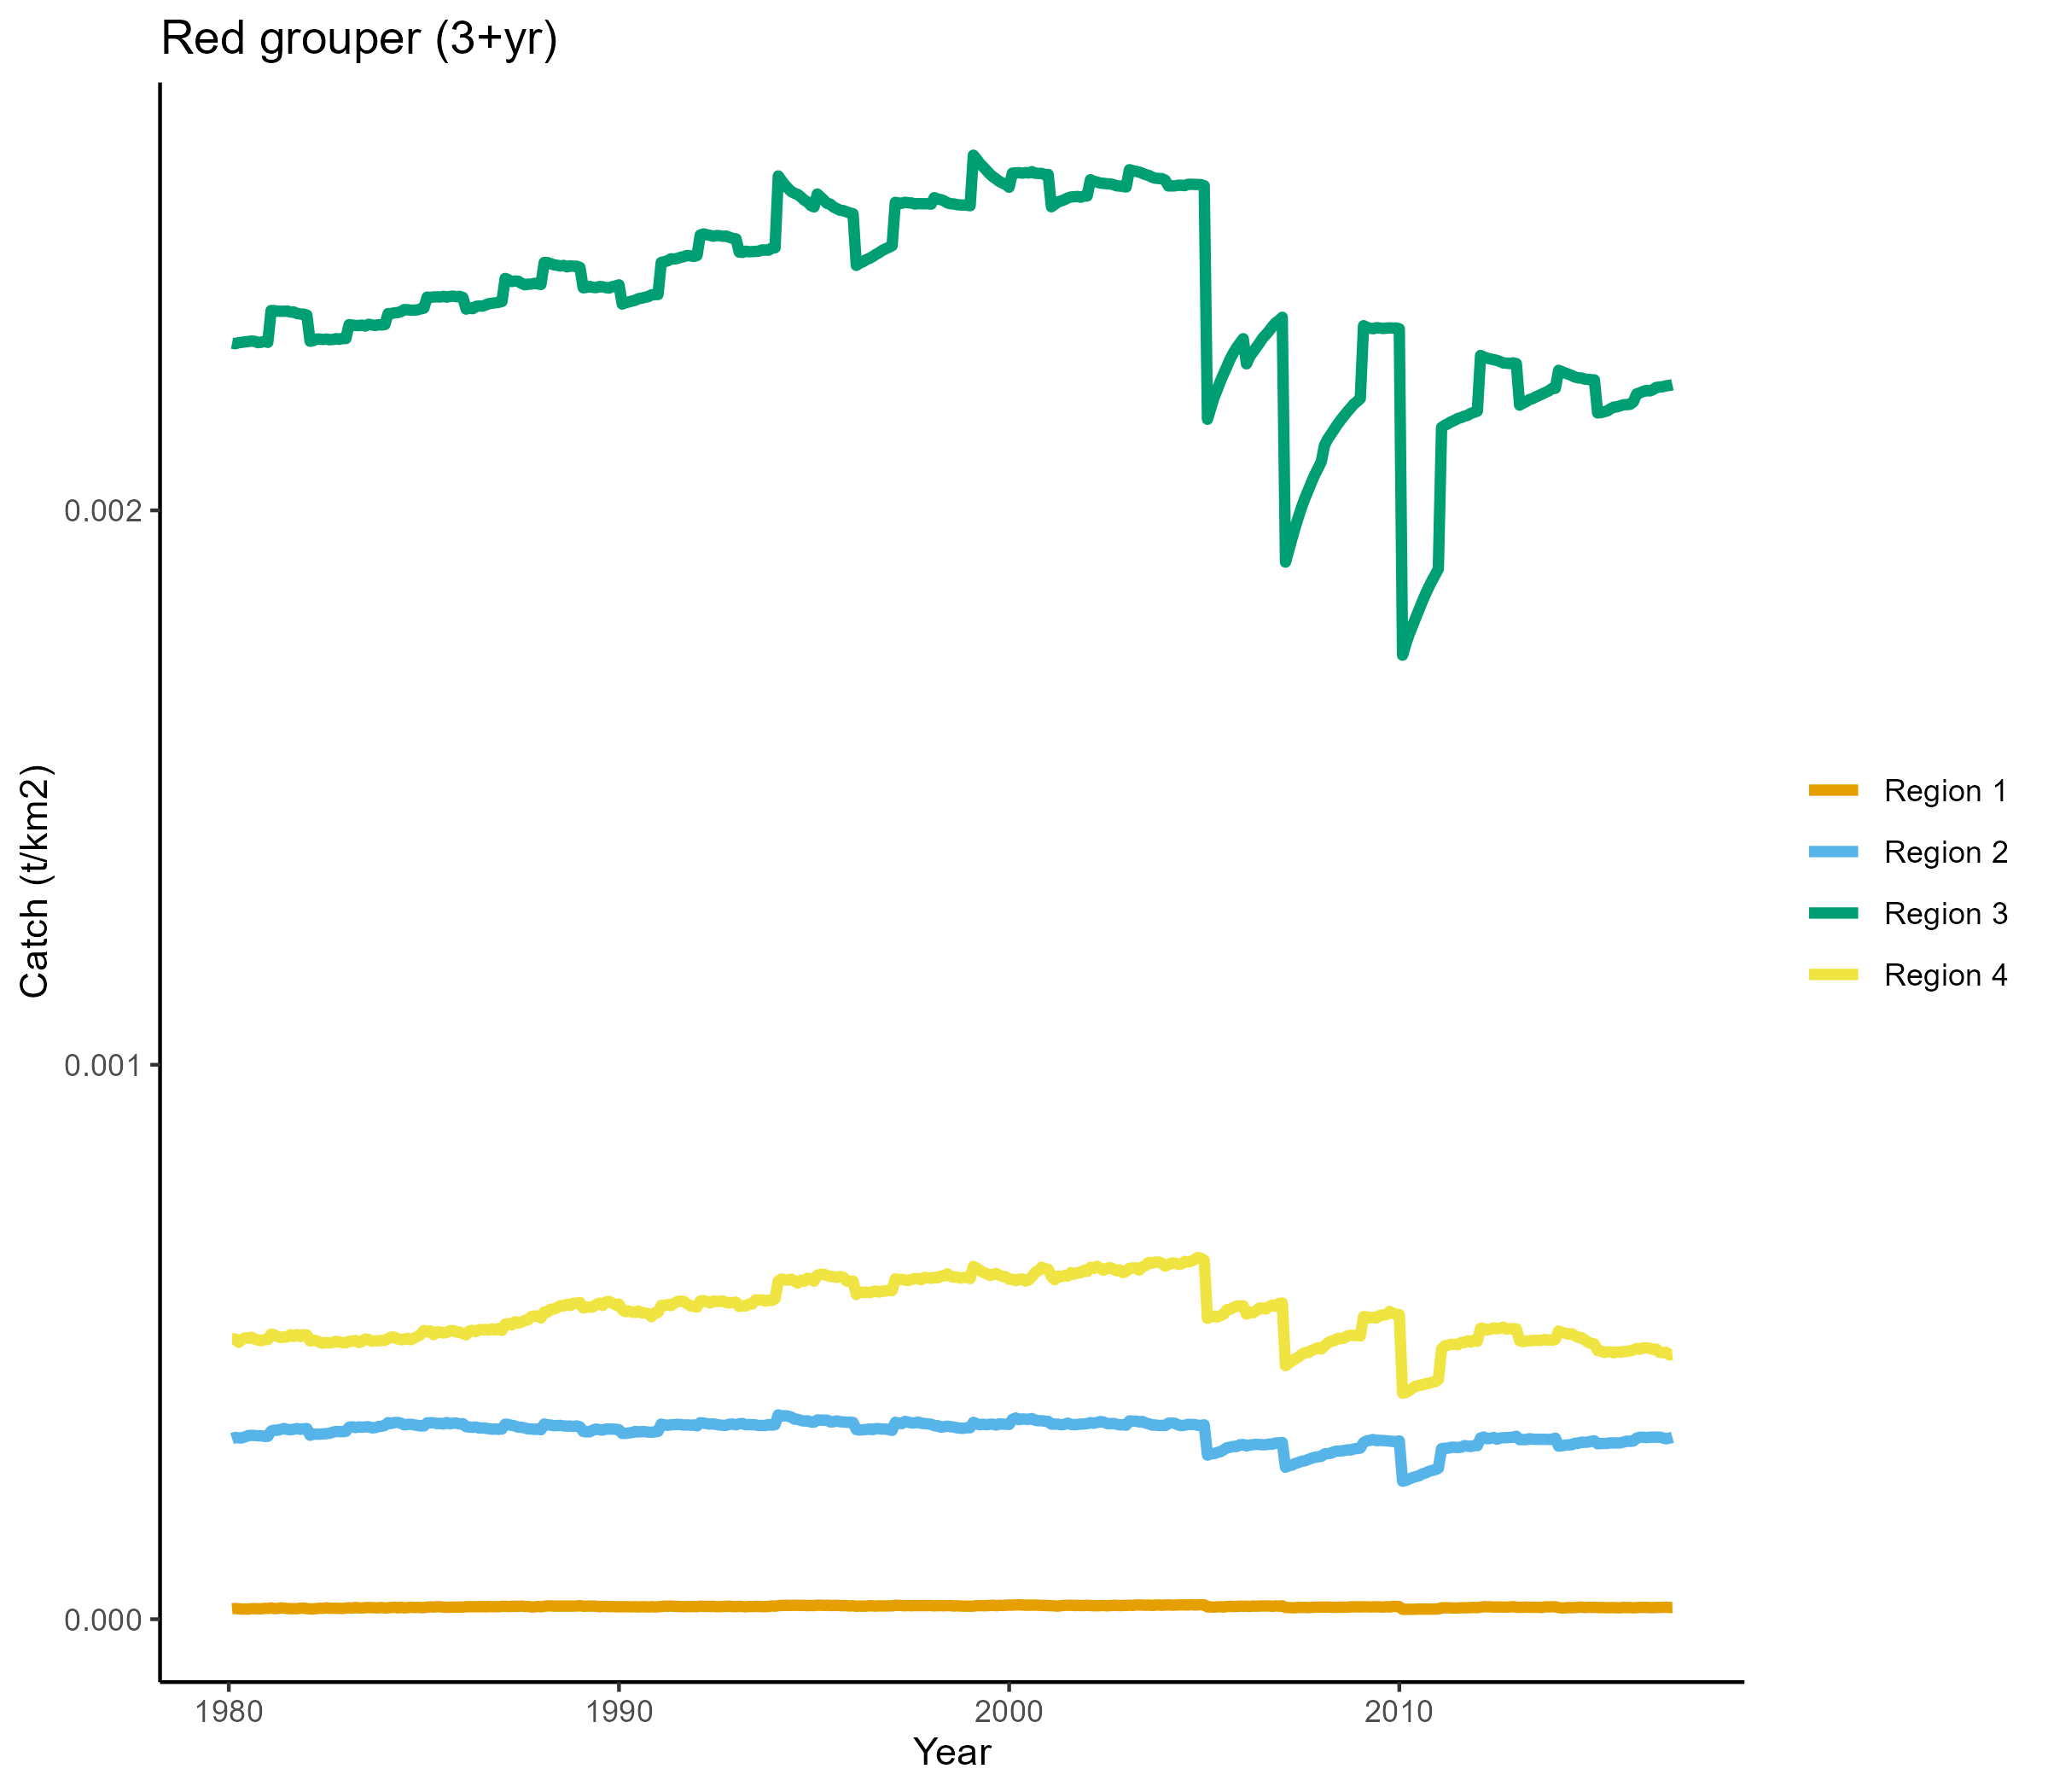 Red grouper (3+yr)
Catch (t/km2)
0.002
0.001
0.000
1980
1990
2000
2010
Year
Region 1
Region 2
Region 3
Region 4